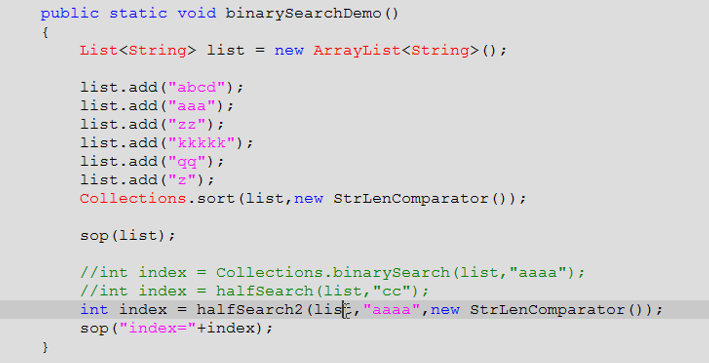 public static void binarySearchDemo()
{
List<String> list = new ArrayList<String>();
list.add("abcd");
list.add("aaa");
list.add("zz");
list.add("kkkkk");
list.add("qq");
list.add("z");
Collections.sort(list,new StrLenComparator());
sop(list);
//int index = Collections.binarySearch(list,"aaaa");
//int index = halfSearch(list,"cc");
int index = halfSearch2(list,"aaaa",new StrLenComparator());
sop("index="+index);
}